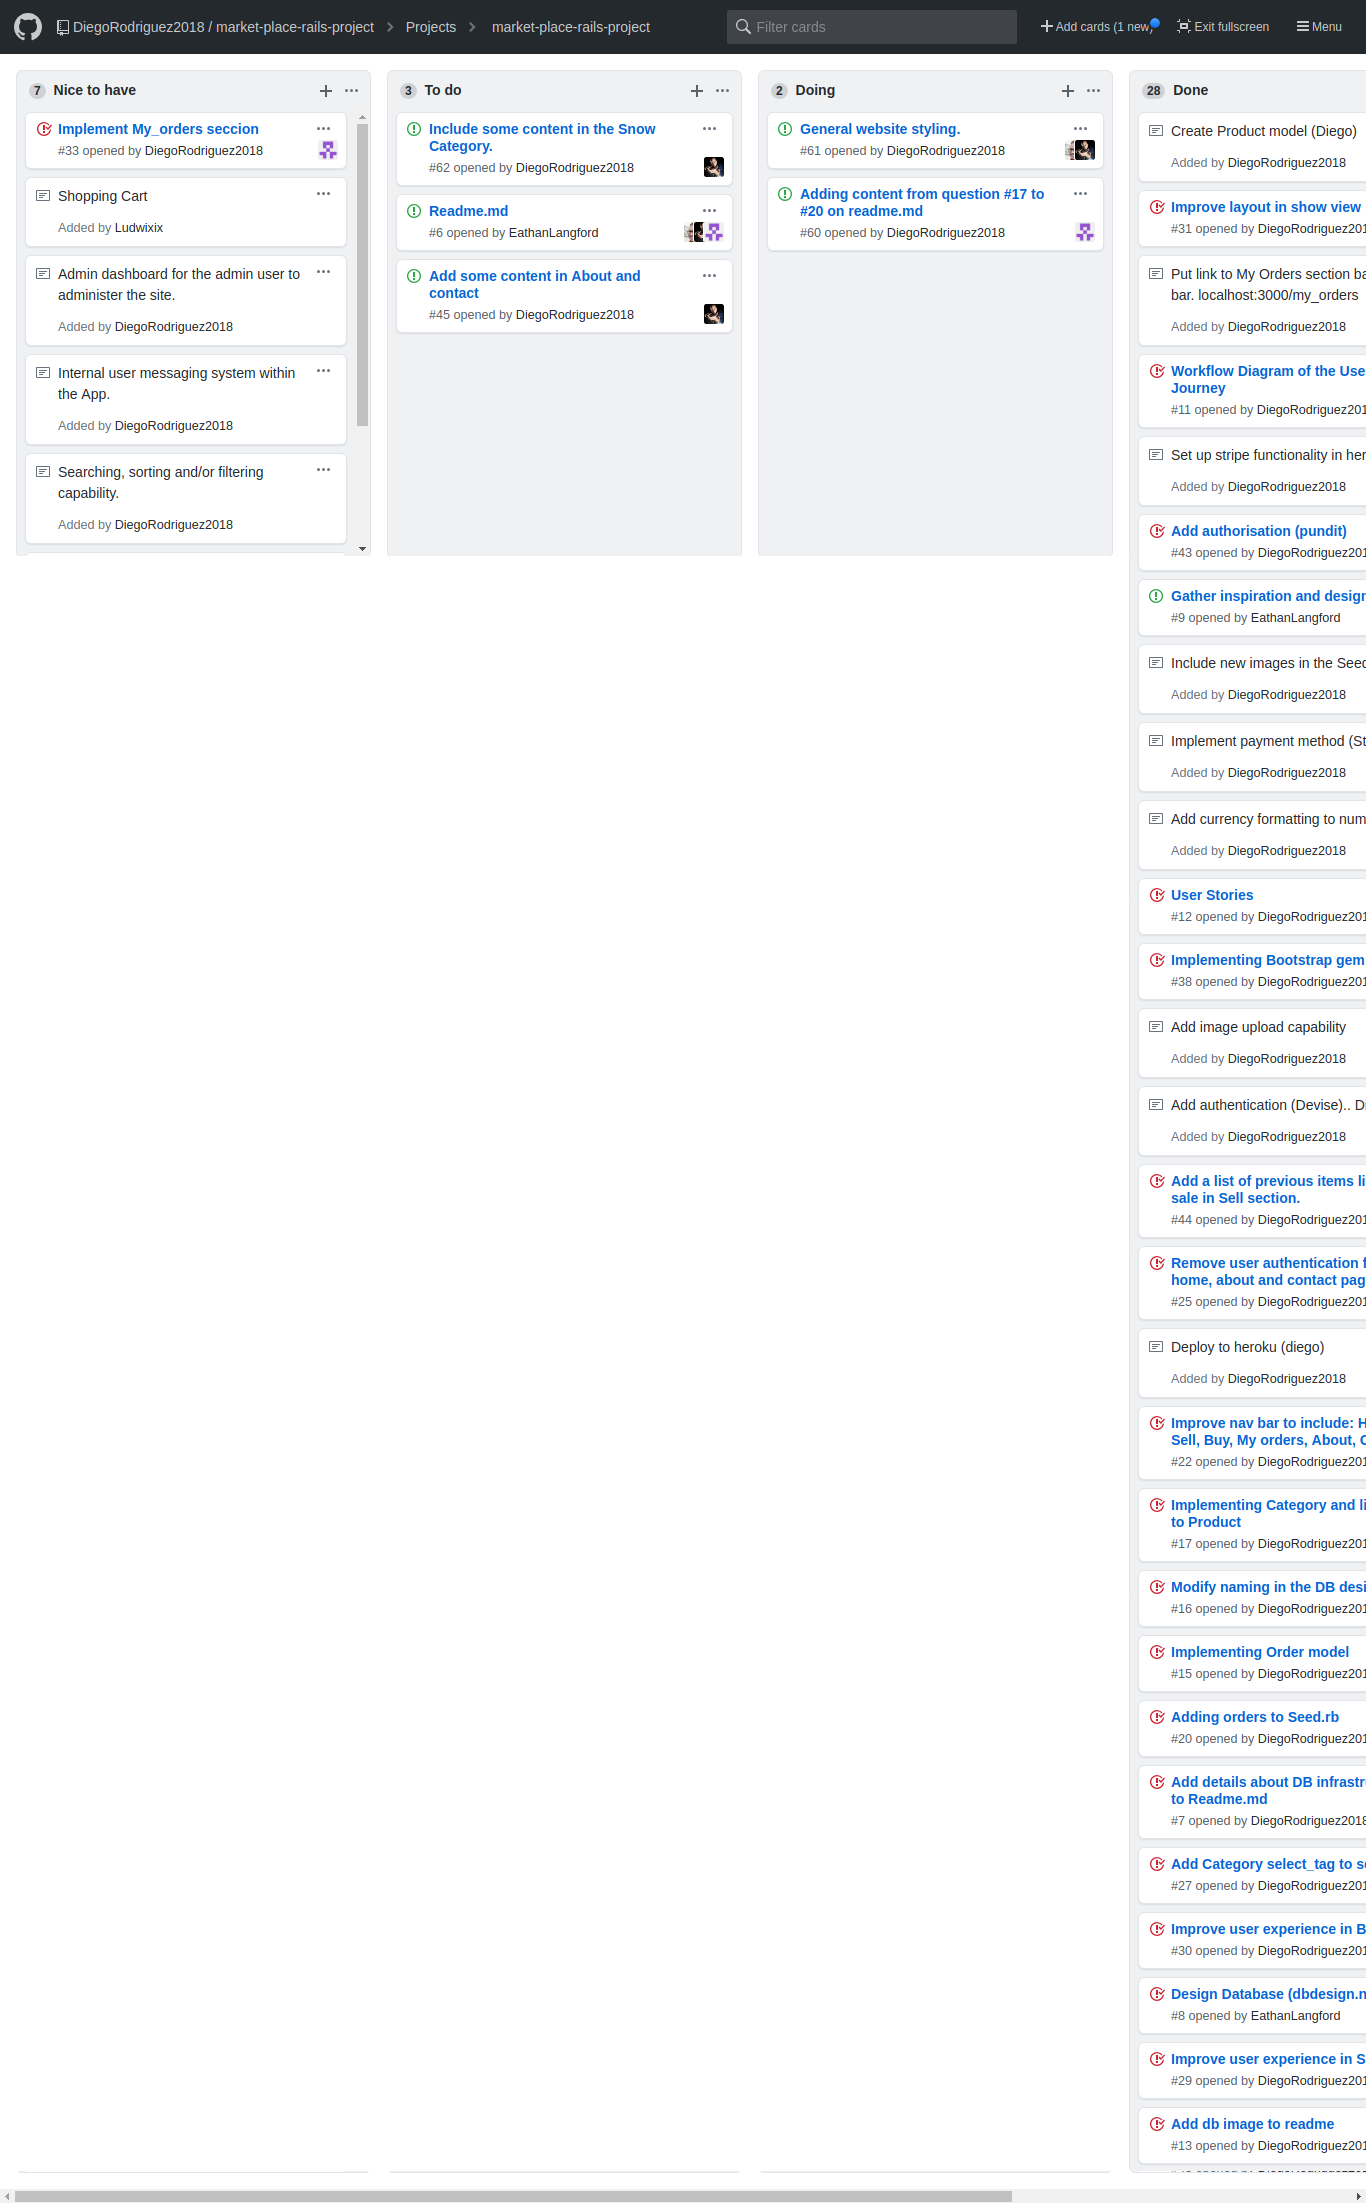 DiegoRodriguez2018 / market-place-rails-project Projects market-place-rails-project Filter cards Add cards (1 new) Exit fullscreen Menu
7 Nice to have
Implement My_orders seccion
#33 opened by DiegoRodriguez2018
Shopping Cart
Added by Ludwixix
Admin dashboard for the admin user to
administer the site.
Added by DiegoRodriguez2018
Internal user messaging system within
the App.
Added by DiegoRodriguez2018
Searching, sorting and/or filtering
capability.
Added by DiegoRodriguez2018
3 To do
Include some content in the Snow
Category.
#62 opened by DiegoRodriguez2018
Readme.md
#6 opened by EathanLangford
Add some content in About and
contact
#45 opened by DiegoRodriguez2018
2 Doing
General website styling.
#61 opened by DiegoRodriguez2018
Adding content from question #17 to
#20 on readme.md
#60 opened by DiegoRodriguez2018
28 Done
Create Product model (Diego)
Added by DiegoRodriguez2018
Improve layout in show view
#31 opened by DiegoRodriguez201
Put link to My Orders section ba
bar. localhost:3000/my_orders
Added by DiegoRodriguez2018
Workflow Diagram of the Use
Journey
#11 opened by DiegoRodriguez201
Set up stripe functionality in her
Added by DiegoRodriguez2018
Add authorisation (pundit)
#43 opened by DiegoRodriguez201
Gather inspiration and design
#9 opened by EathanLangford
Include new images in the Seed
Added by DiegoRodriguez2018
Implement payment method (St
Added by DiegoRodriguez2018
Add currency formatting to num
Added by DiegoRodriguez2018
User Stories
#12 opened by DiegoRodriguez201
Implementing Bootstrap gem
#38 opened by DiegoRodriguez201
Add image upload capability
Added by DiegoRodriguez2018
Add authentication (Devise).. Di
Added by DiegoRodriguez2018
Add a list of previous items li
sale in Sell section.
#44 opened by DiegoRodriguez201
Remove user authentication f
home, about and contact pag
#25 opened by DiegoRodriguez201
Deploy to heroku (diego)
Added by DiegoRodriguez2018
Improve nav bar to include: H
Sell, Buy, My orders, About, C
#22 opened by DiegoRodriguez201
Implementing Category and li
to Product
#17 opened by DiegoRodriguez201
Modify naming in the DB desi
#16 opened by DiegoRodriguez201
Implementing Order model
#15 opened by DiegoRodriguez201
Adding orders to Seed.rb
#20 opened by DiegoRodriguez201
Add details about DB infrastr
to Readme.md
#7 opened by DiegoRodriguez2018
Add Category select_tag to s
#27 opened by DiegoRodriguez201
Improve user experience in B
#30 opened by DiegoRodriguez201
Design Database (dbdesign.n
#8 opened by EathanLangford
Improve user experience in S
#29 opened by DiegoRodriguez201
Add db image to readme
#13 opened by DiegoRodriguez201